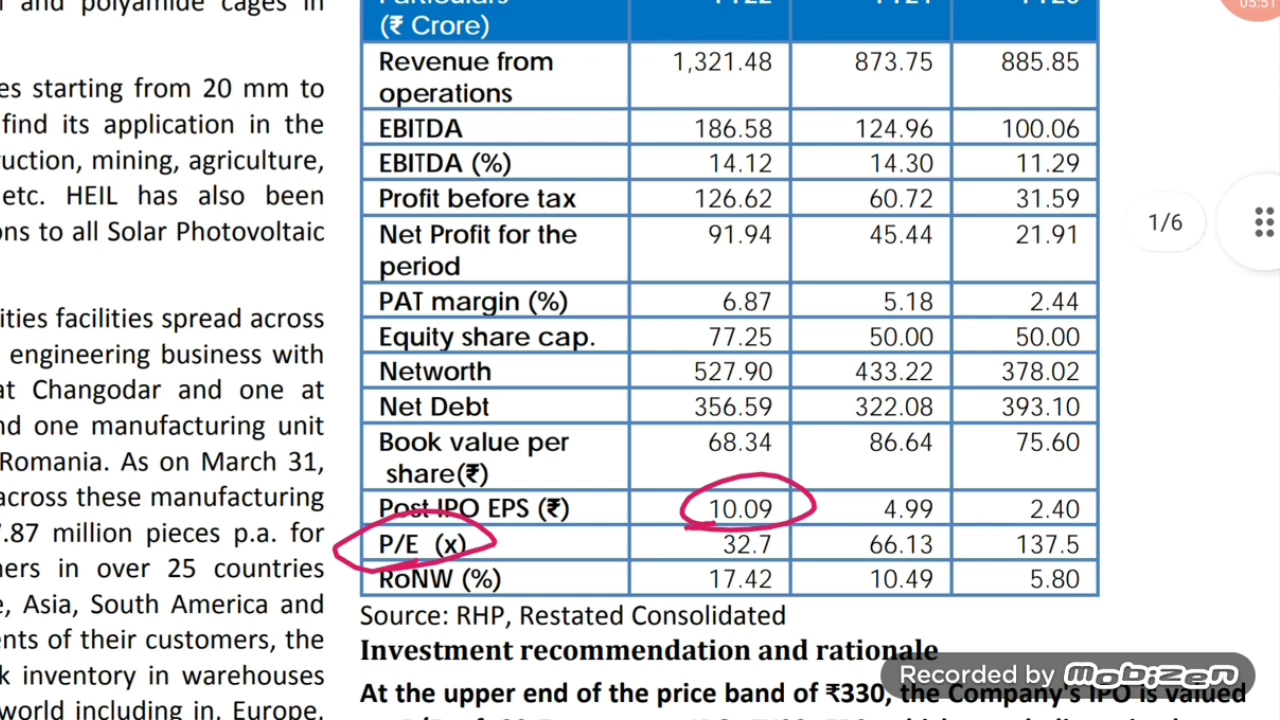 and polyamide cages in
es starting from 20 mm to
find its application in the
ruction, mining, agriculture,
etc. HEIL has also been
ons to all Solar Photovoltaic
ities facilities spread across
engineering business with
at Changodar and one at
nd one manufacturing unit
Romania. As on March 31,
across these manufacturing
7.87 million pieces p.a. for
ners in over 25 countries
e, Asia, South America and
ents of their customers, the
k inventory in warehouses
world including in, Europe,
Particulars FY22 FY21 FY20
(₹ Crore)
Revenue from 1,321.48 873.75 885.85
operations
EBITDA 186.58 124.96 100.06
EBITDA (%) 14.12 14.30 11.29
Profit before tax 126.62 60.72 31.59
Net Profit for the 91.94 45.44 21.91
period
PAT margin (%) 6.87 5.18 2.44
Equity share cap. 77.25 50.00 50.00
Networth 527.90 433.22 378.02
Net Debt 356.59 322.08 393.10
Book value per 68.34 86.64 75.60
share(₹)
Post IPO EPS (₹) 10.09 4.99 2.40
P/E (x) 32.7 66.13 137.5
RoNW (%) 17.42 10.49 5.80
Source: RHP, Restated Consolidated
Investment recommendation and rationale
At the upper end of the price band of ₹330, the Company's IPO is valued
05:51
1/6
Recorded by Mobizen